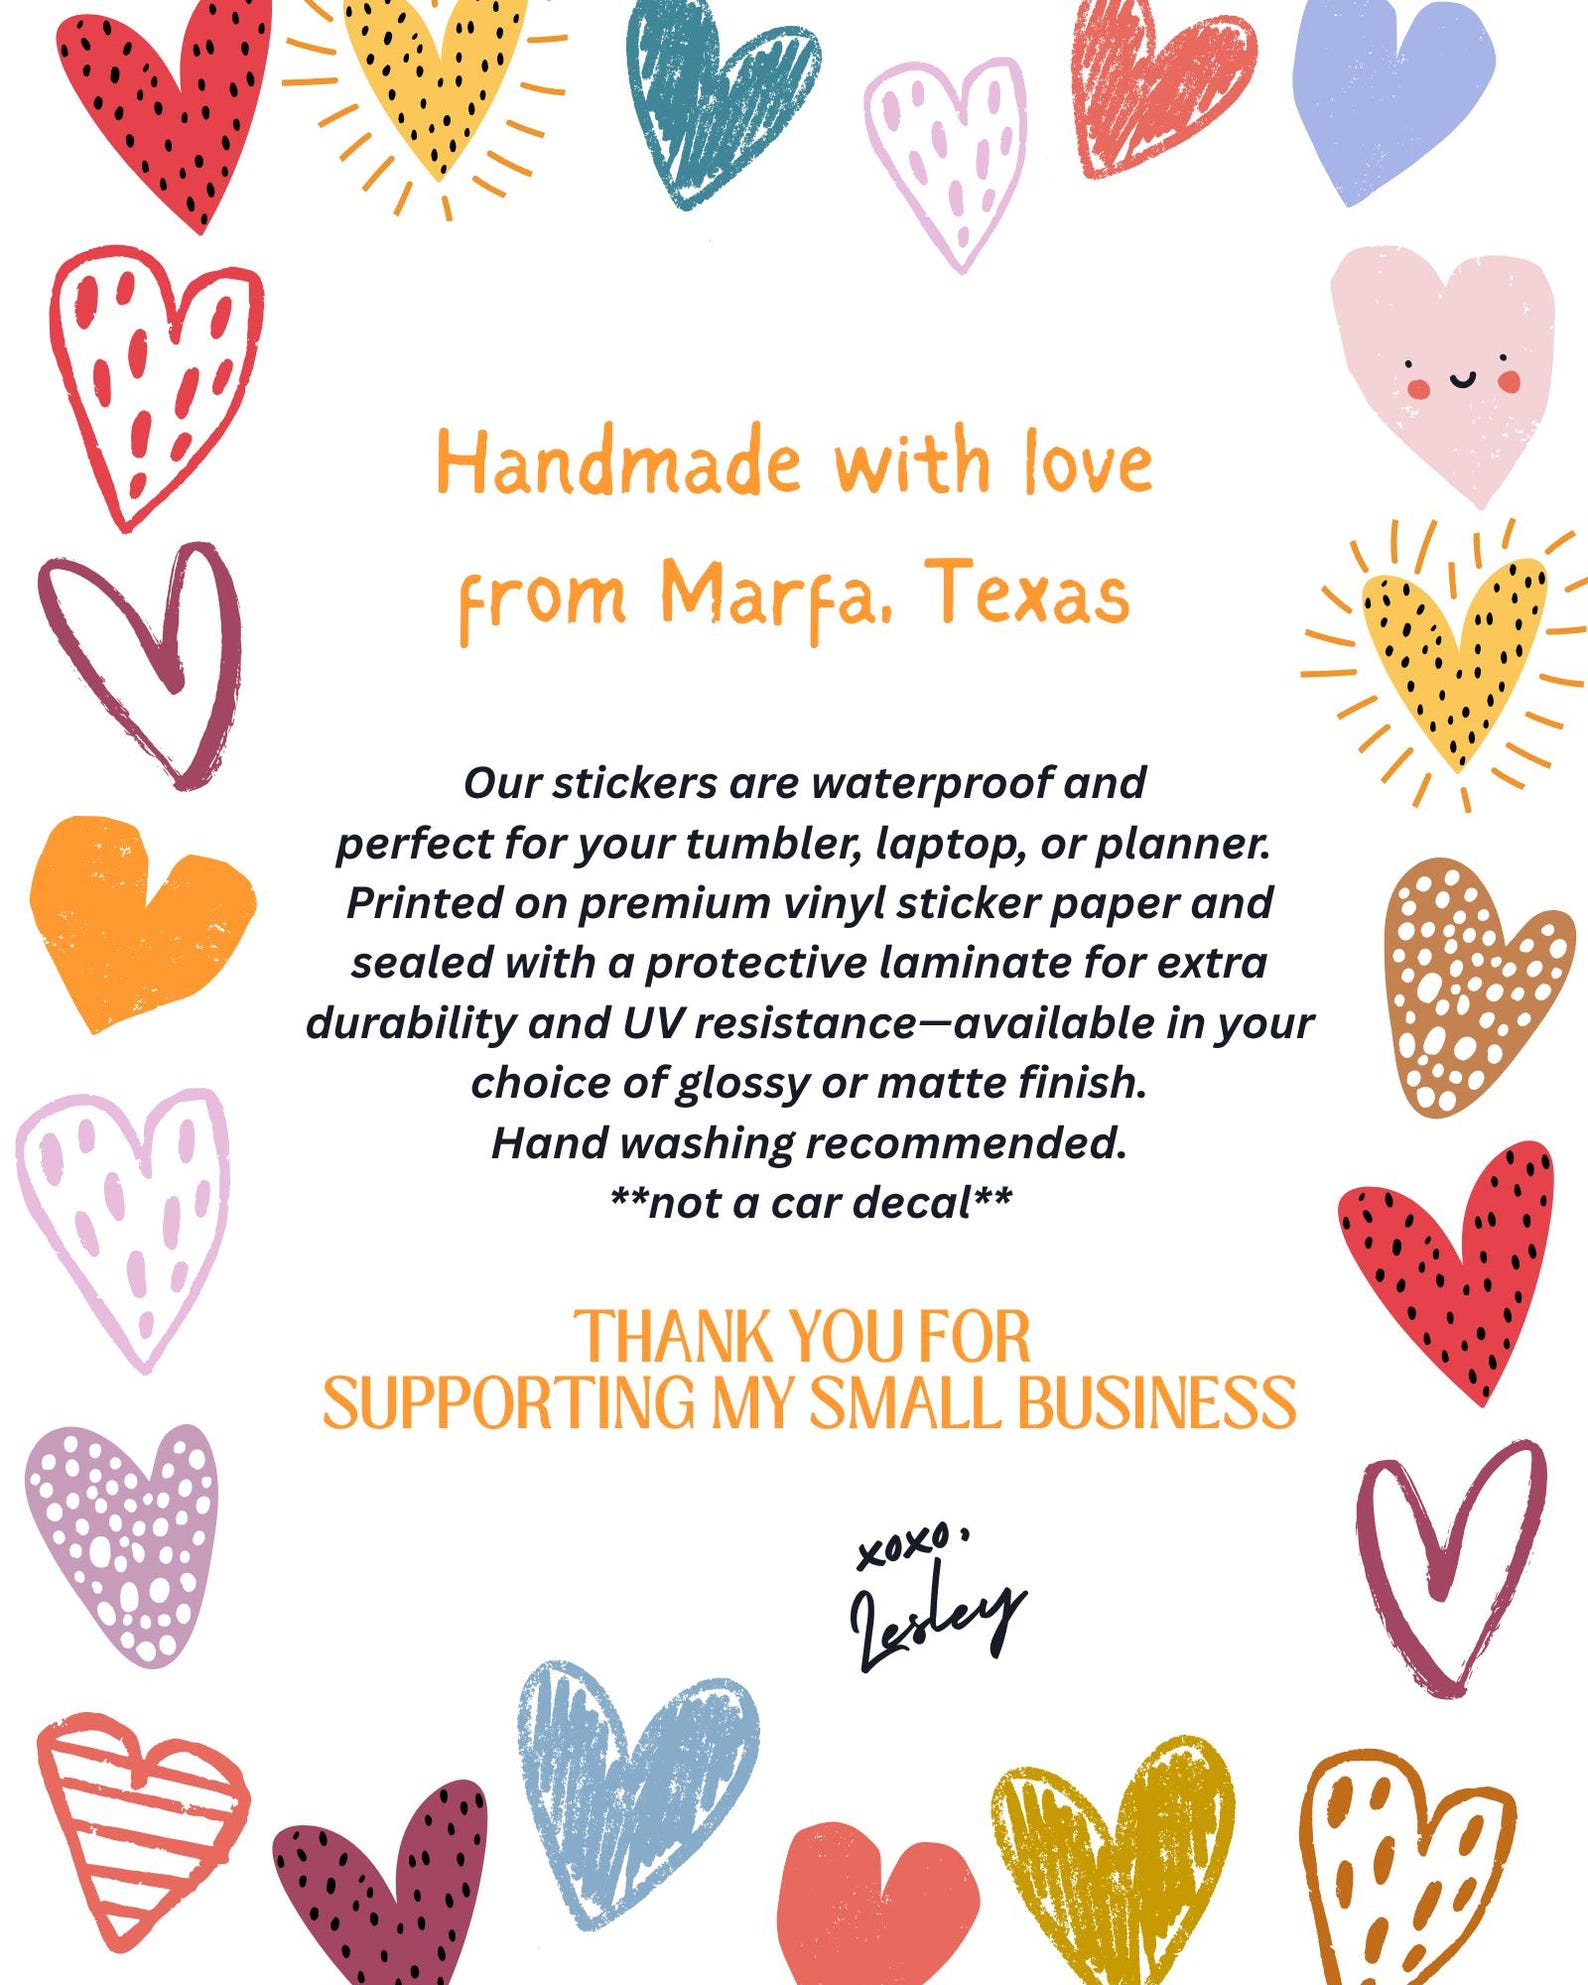 Handmade with love
from Marfa, Texas
Our stickers are waterproof and
perfect for your tumbler, laptop, or planner.
Printed on premium vinyl sticker paper and
sealed with a protective laminate for extra
durability and UV resistance—available in your
choice of glossy or matte finish.
Hand washing recommended.
**not a car decal**
THANK YOU FOR
SUPPORTING MY SMALL BUSINESS
xoxo,
Lesley